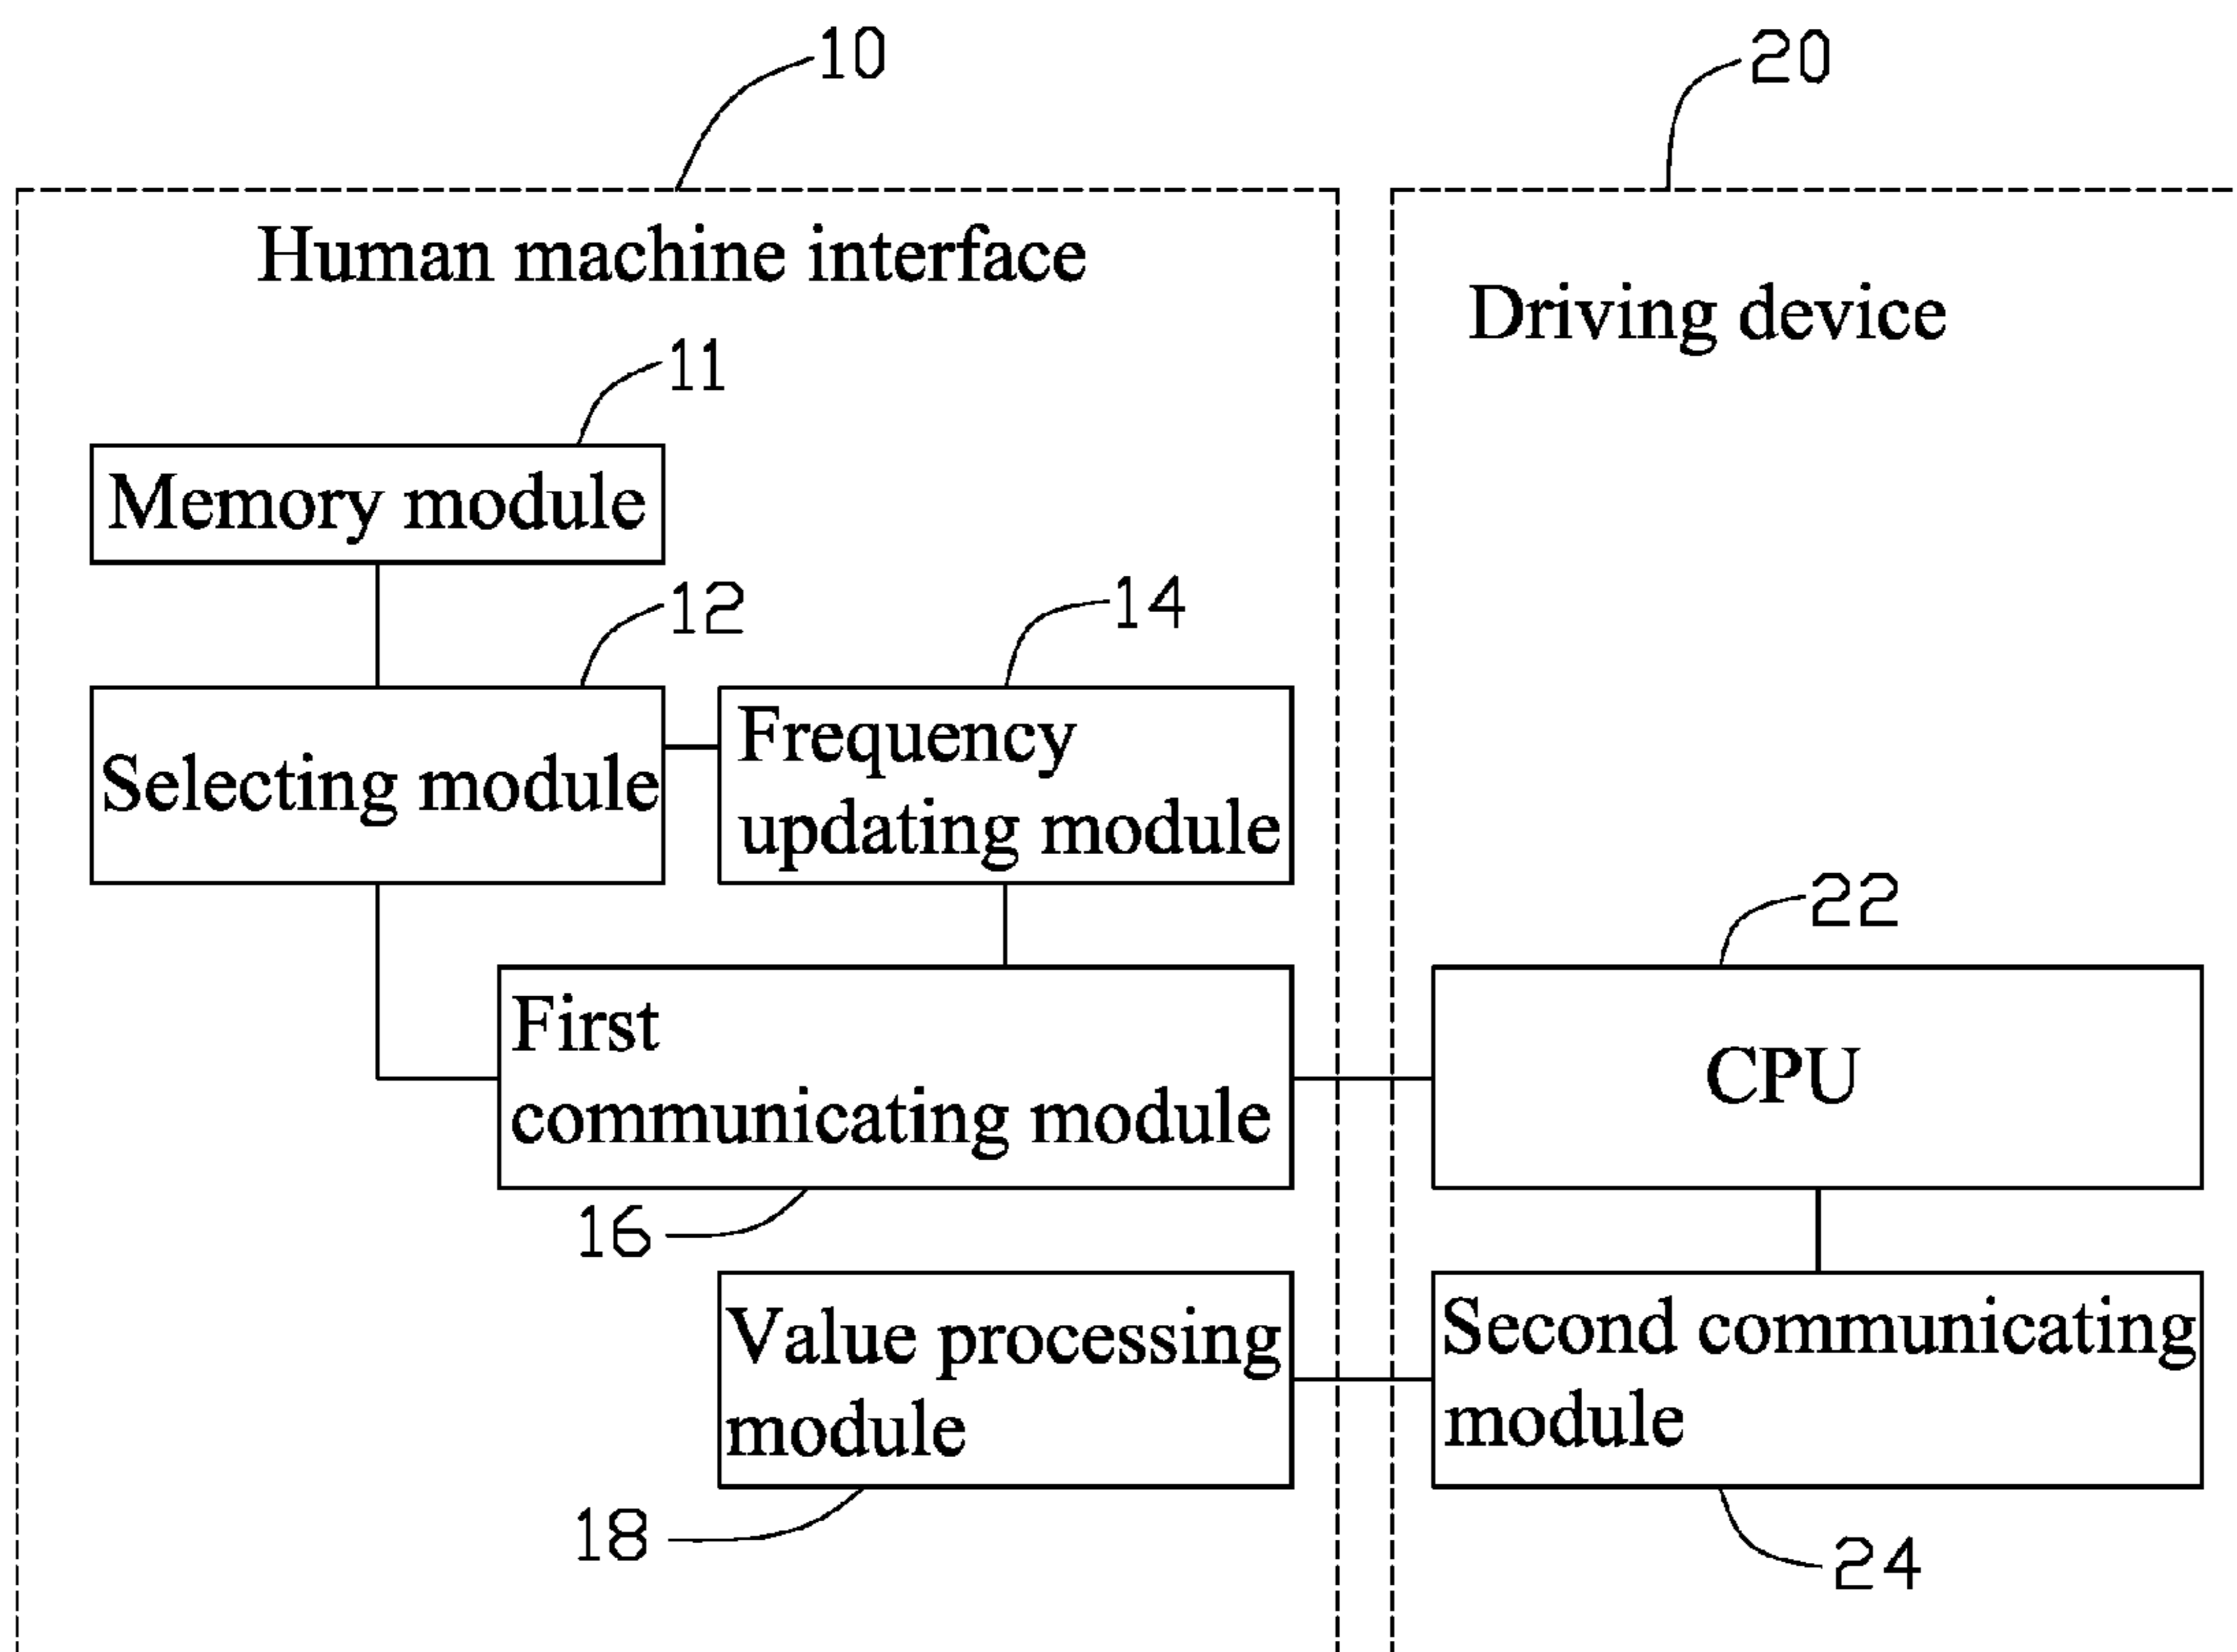 10
20
Human machine interface
Driving device
11
Memory module
12
14
Selecting module
Frequency
updating module
22
First
communicating module
CPU
16
Value processing
module
Second communicating
module
18
24